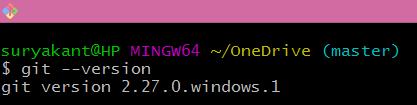 suryakant@HP MINGW64 ~/OneDrive (master)
$ git --version
git version 2.27.0.windows.1